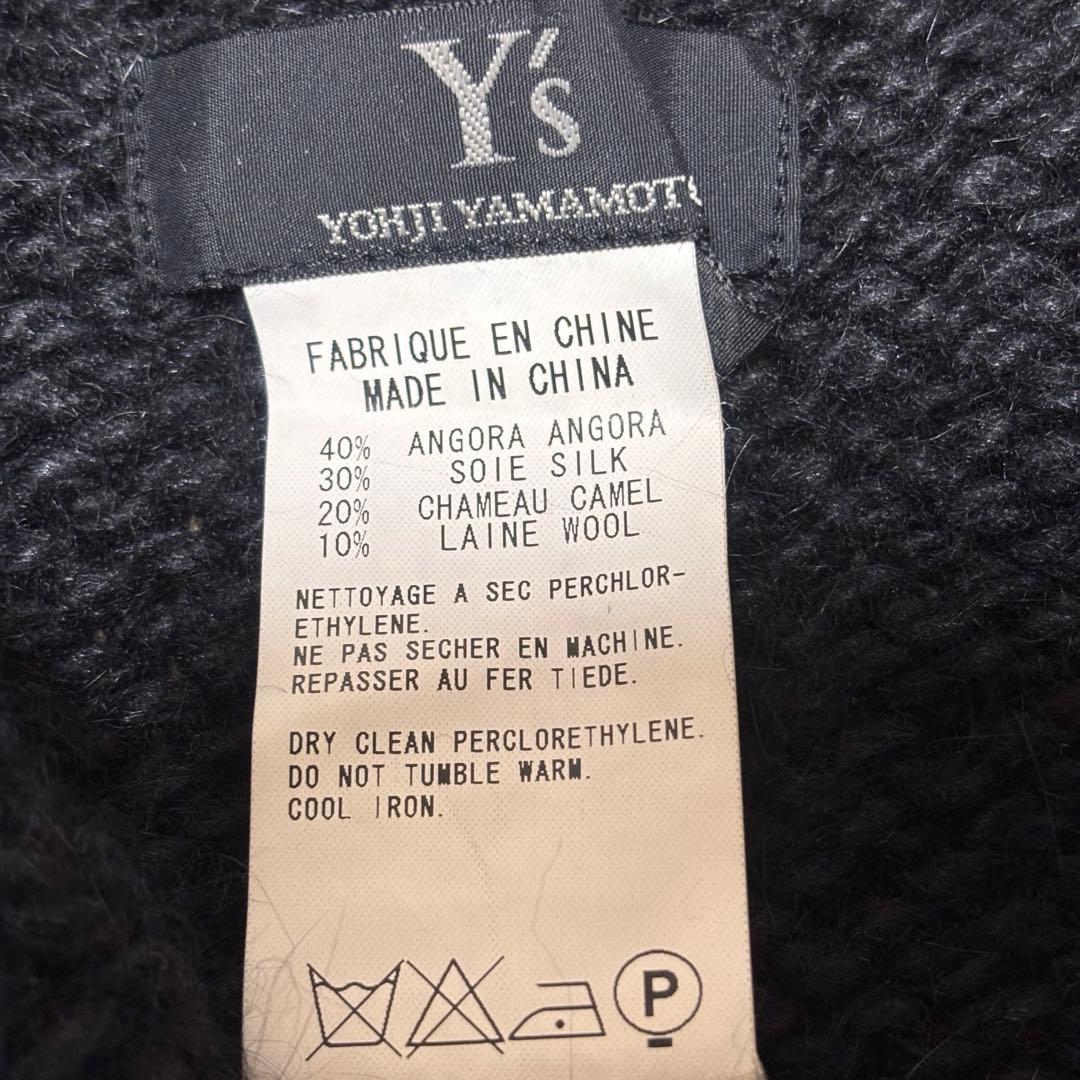 Y's
YOHJI YAMAMOTO
FABRIQUE EN CHINE
MADE IN CHINA
40% ANGORA ANGORA
30% SOIE SILK
20% CHAMEAU CAMEL
10% LAINE WOOL
NETTOYAGE A SEC PERCHLOR-
ETHYLENE.
NE PAS SECHER EN MACHINE.
REPASSER AU FER TIEDE.
DRY CLEAN PERCLORETHYLENE.
DO NOT TUMBLE WARM.
COOL IRON.
P